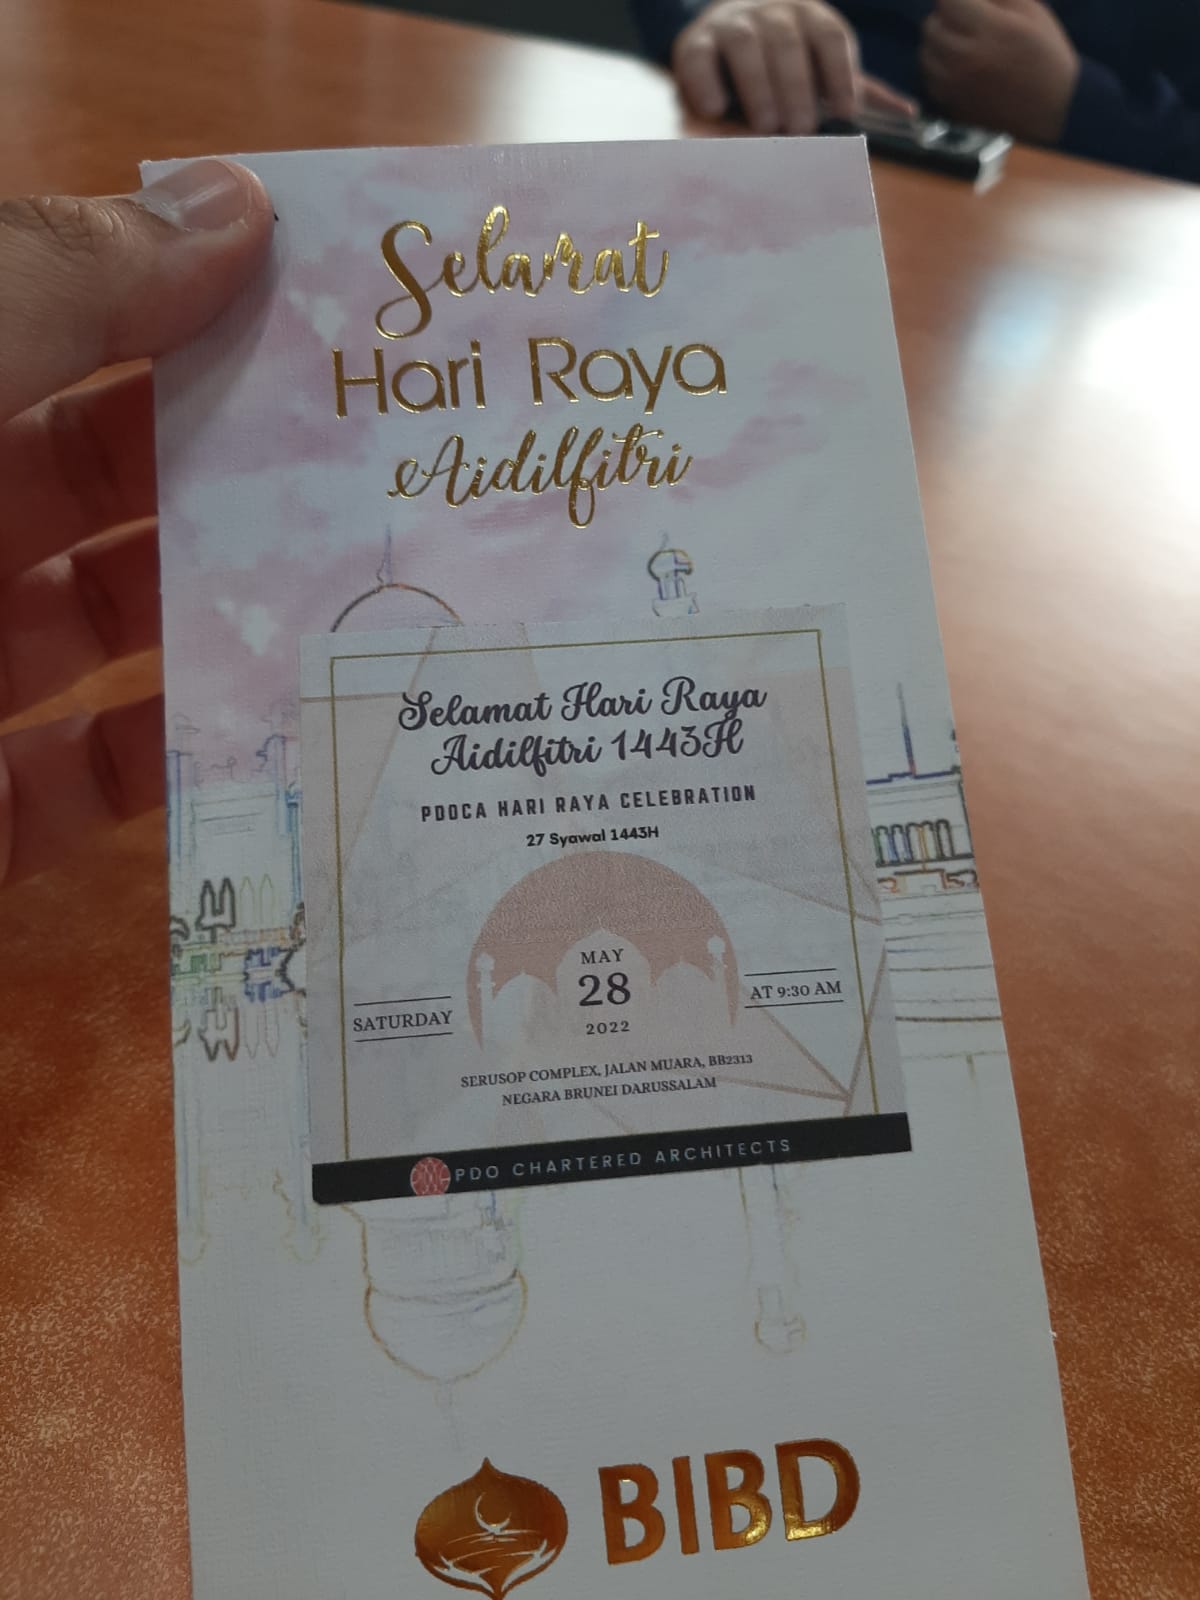 Selamat
Hari Raya
Aidilfitri
Selamat Hari Raya
Aidilfitri 1443H
PDOCA HARI RAYA CELEBRATION
27 Syawal 1443H
MAY
28
2022
SATURDAY
AT 9:30 AM
SERUSOP COMPLEX, JALAN MUARA, BB2313
NEGARA BRUNEI DARUSSALAM
PDO CHARTERED ARCHITECTS
BIBD